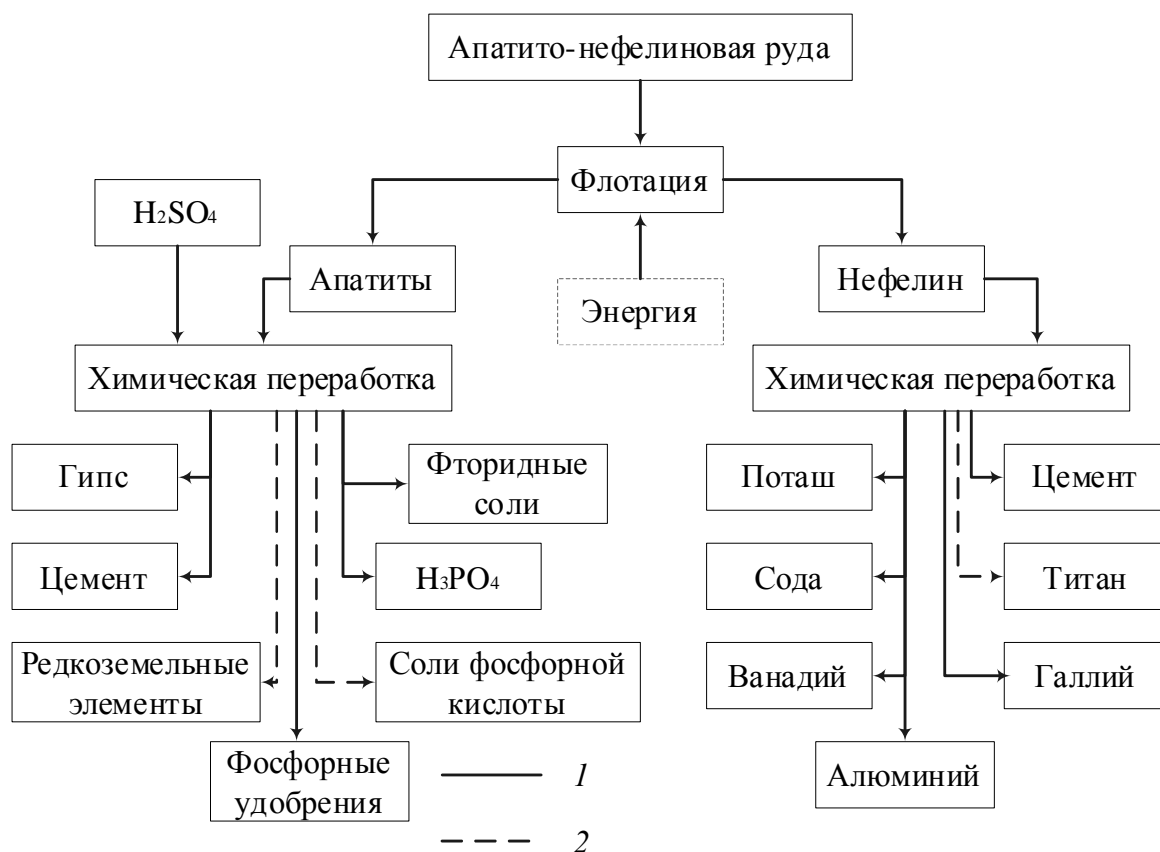 Апатито-нефелиновая руда
Флотация
H2SO4
Апатиты
Энергия
Нефелин
Химическая переработка
Химическая переработка
Гипс
Фторидные
соли
Поташ
Цемент
Цемент
H3PO4
Сода
Титан
Редкоземельные
элементы
Соли фосфорной
кислоты
Ванадий
Галлий
Фосфорные
удобрения
1
Алюминий
2